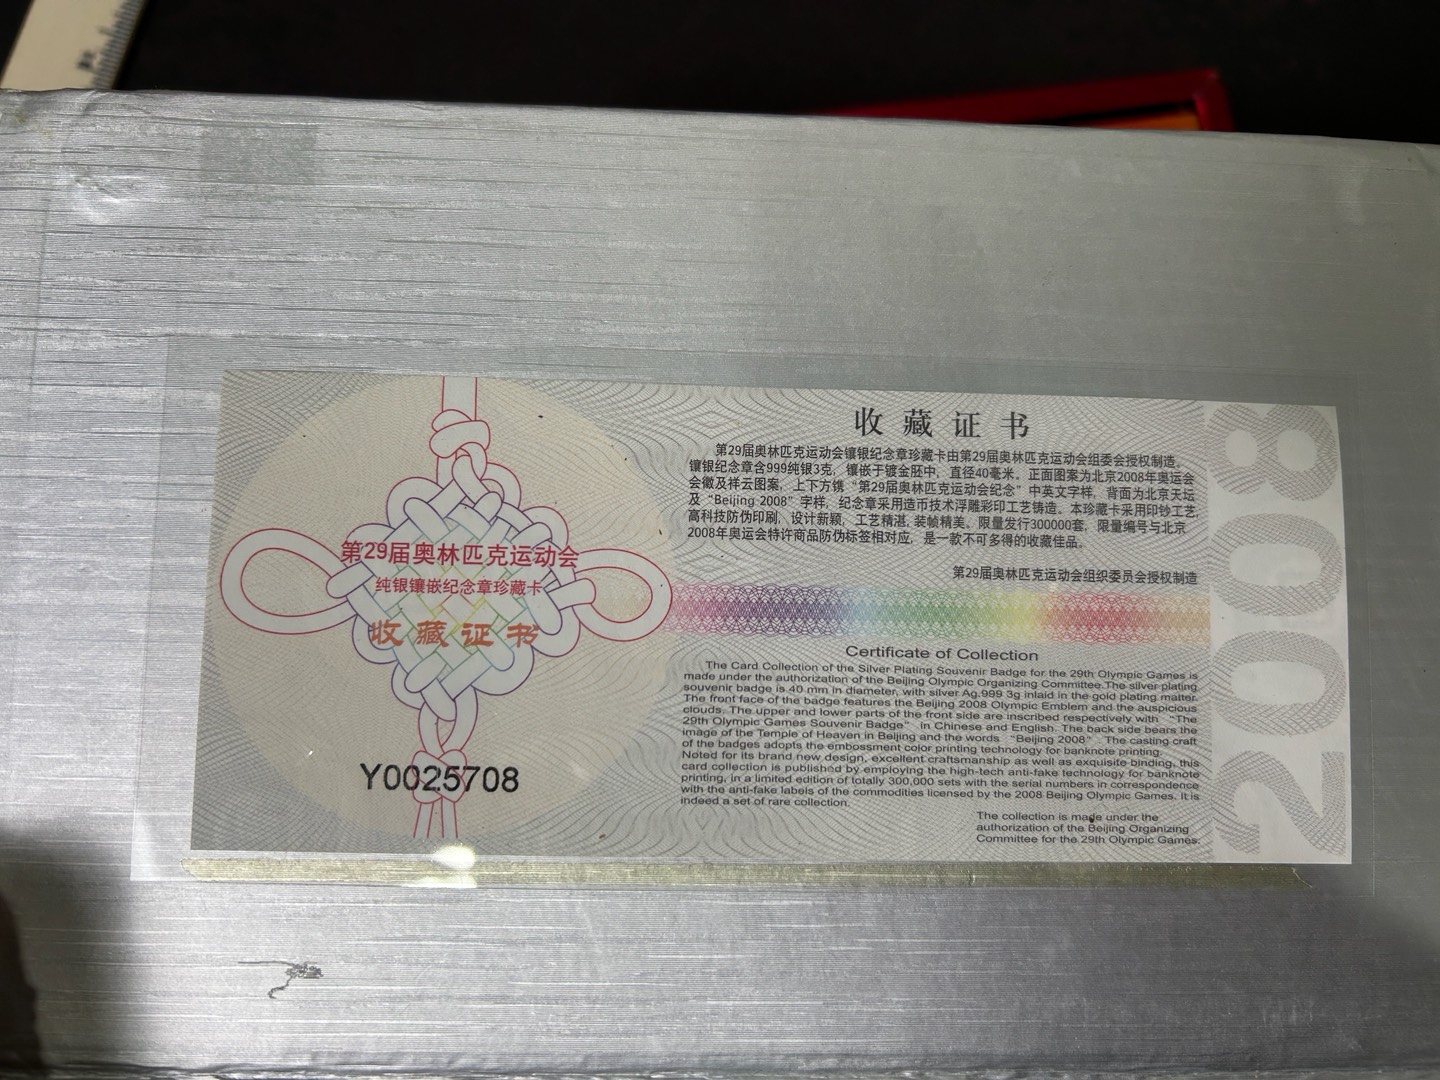 第29届奥林匹克运动会
纯银镶嵌纪念章珍藏卡
收藏证书
Y0025708
收藏证书
第29届奥林匹克运动会镶银纪念章珍藏卡由第29届奥林匹克运动会组委会授权制造。
镶银纪念章含999纯银3克，镶嵌于镀金胚中，直径40毫米。正面图案为北京2008年奥运会
会徽及祥云图案，上下方镌“第29届奥林匹克运动会纪念”中英文字样，背面为北京天坛
及“Beijing 2008”字样，纪念章采用造币技术浮雕彩印工艺铸造。本珍藏卡采用印钞工艺，
高科技防伪印刷，设计新颖，工艺精湛，装帧精美。限量发行300000套，限量编号与北京
2008年奥运会特许商品防伪标签相对应，是一款不可多得的收藏佳品。
第29届奥林匹克运动会组织委员会授权制造
Certificate of Collection
The Card Collection of the Silver Plating Souvenir Badge for the 29th Olympic Games is
made under the authorization of the Beijing Olympic Organizing Committee.The silver plating
souvenir badge is 40 mm in diameter, with silver Ag.999 3g inlaid in the gold plating matter.
The front face of the badge features the Beijing 2008 Olympic Emblem and the auspicious
clouds. The upper and lower parts of the front side are inscribed respectively with “The
29th Olympic Games Souvenir Badge”, in Chinese and English. The back side bears the
image of the Temple of Heaven in Beijing and the words “Beijing 2008”. The casting craft
of the badges adopts the embossment color printing technology for banknote printing.
Noted for its brand new design, excellent craftsmanship as well as exquisite binding, this
card collection is published by employing the high-tech anti-fake technology for banknote
printing, in a limited edition of totally 300,000 sets with the serial numbers in correspondence
with the anti-fake labels of the commodities licensed by the 2008 Beijing Olympic Games. It is
indeed a set of rare collection.
The collection is made under the
authorization of the Beijing Organizing
Committee for the 29th Olympic Games.
2008